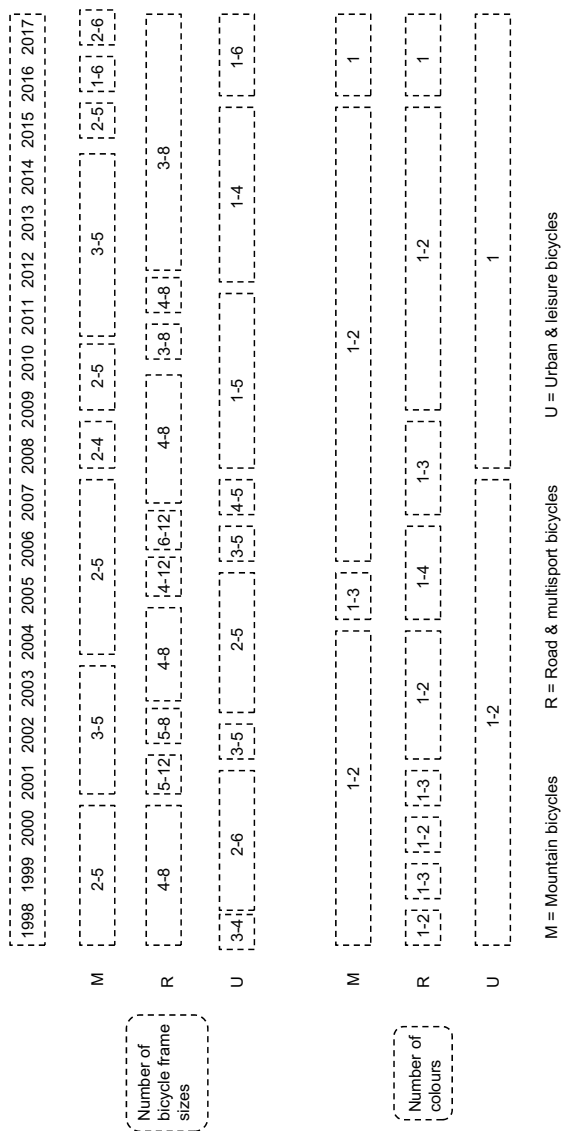 1998 1999 2000 2001 2002 2003 2004 2005 2006 2007 2008 2009 2010 2011 2012 2013 2014 2015 2016 2017
Number of
bicycle frame
sizes
M 2-5 3-5 2-5 2-4 2-5 3-5 2-5 1-6 2-6
R 4-8 5-12 5-8 4-8 4-12 6-12 4-8 3-8 4-8 3-8
U 3-4 2-6 3-5 2-5 3-5 4-5 1-5 1-4 1-6
Number of
colours
M 1-2 1-3 1-2 1
R 1-2 1-3 1-2 1-3 1-2 1-4 1-3 1-2 1
U 1-2 1
M = Mountain bicycles R = Road & multisport bicycles U = Urban & leisure bicycles